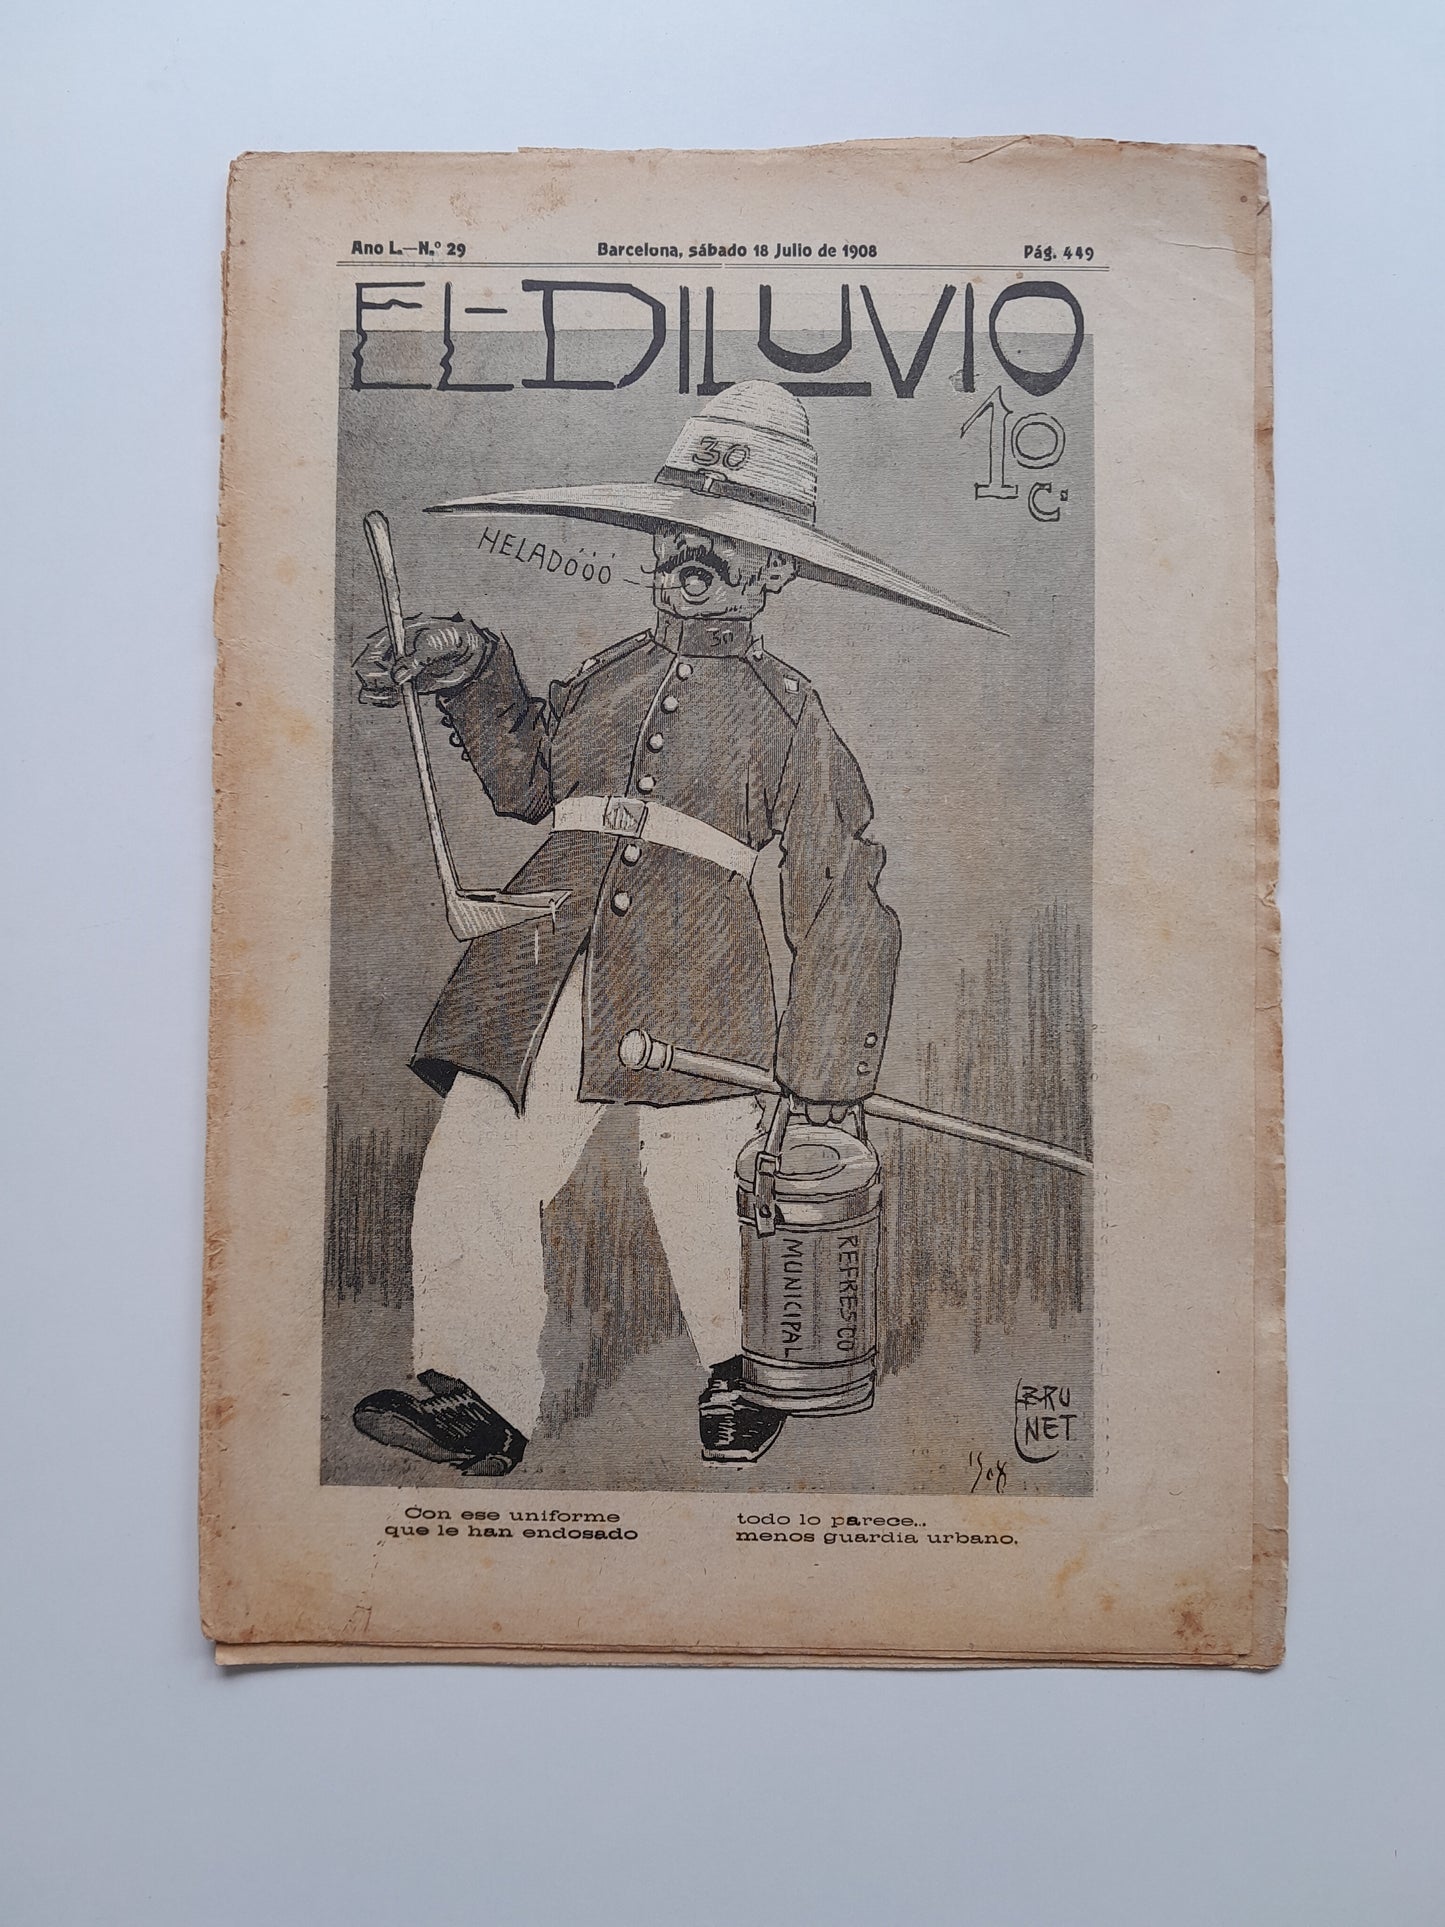 Ano L.—N.º 29 Barcelona, sábado 18 Julio de 1908 Pág. 449
EL DILUVIO
10 c.
30
HELADÓÓÓ
30
REFRESCO
MUNICIPAL
BRU
NET
1908
Con ese uniforme
que le han endosado
todo lo parece...
menos guardia urbano.